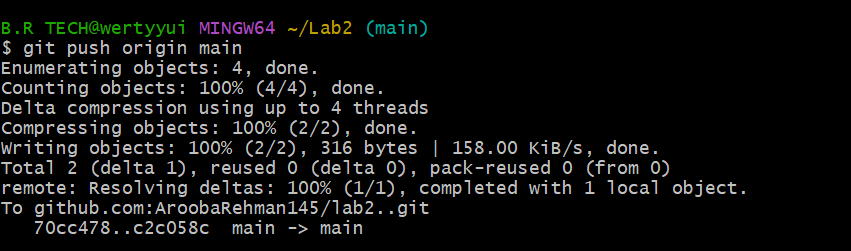 B.R TECH@wertyyui MINGW64 ~/Lab2 (main)
$ git push origin main
Enumerating objects: 4, done.
Counting objects: 100% (4/4), done.
Delta compression using up to 4 threads
Compressing objects: 100% (2/2), done.
Writing objects: 100% (2/2), 316 bytes | 158.00 KiB/s, done.
Total 2 (delta 1), reused 0 (delta 0), pack-reused 0 (from 0)
remote: Resolving deltas: 100% (1/1), completed with 1 local object.
To github.com:AroobaRehman145/lab2..git
   70cc478..c2c058c  main -> main